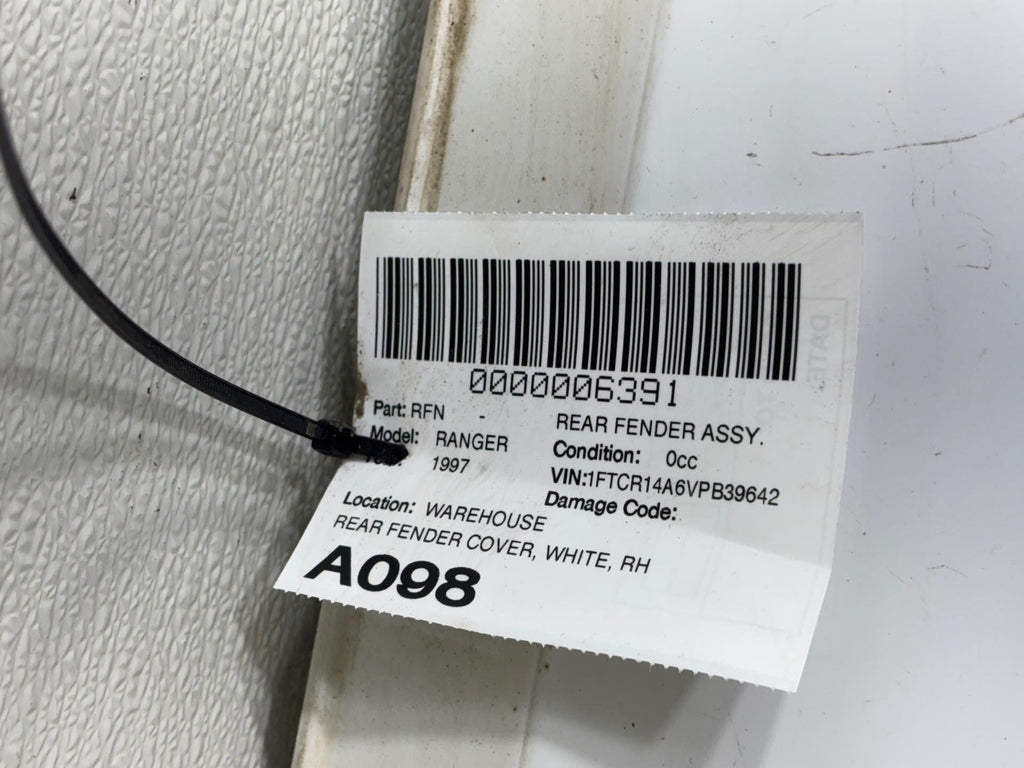 0000006391
Part: RFN - REAR FENDER ASSY.
Model: RANGER Condition: 0cc
1997 VIN:1FTCR14A6VPB39642
Location: WAREHOUSE Damage Code:
REAR FENDER COVER, WHITE, RH
A098
DATE